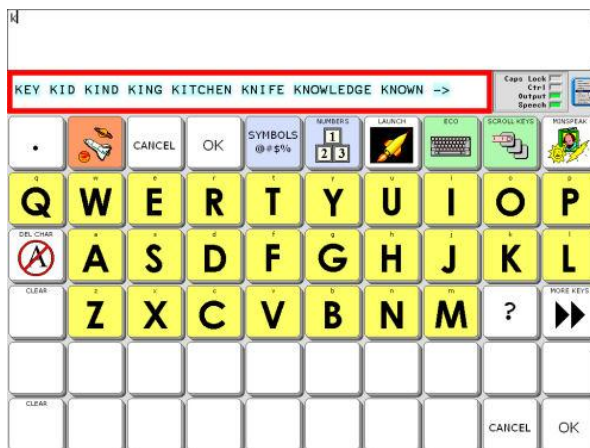 k
Caps Lock
Ctrl
Output
Speech
KEY KID KIND KING KITCHEN KNIFE KNOWLEDGE KNOWN ->
NUMBERS LAUNCH ECO SCROLL KEYS MINSPEAK
. CANCEL OK SYMBOLS 1
@#$% 2 3
q w e r t y u i o p
Q W E R T Y U I O P
DEL CHAR a s d f g h j k l
A A S D F G H J K L
CLEAR z x c v b n m MORE KEYS
Z X C V B N M ?
CLEAR
CANCEL OK